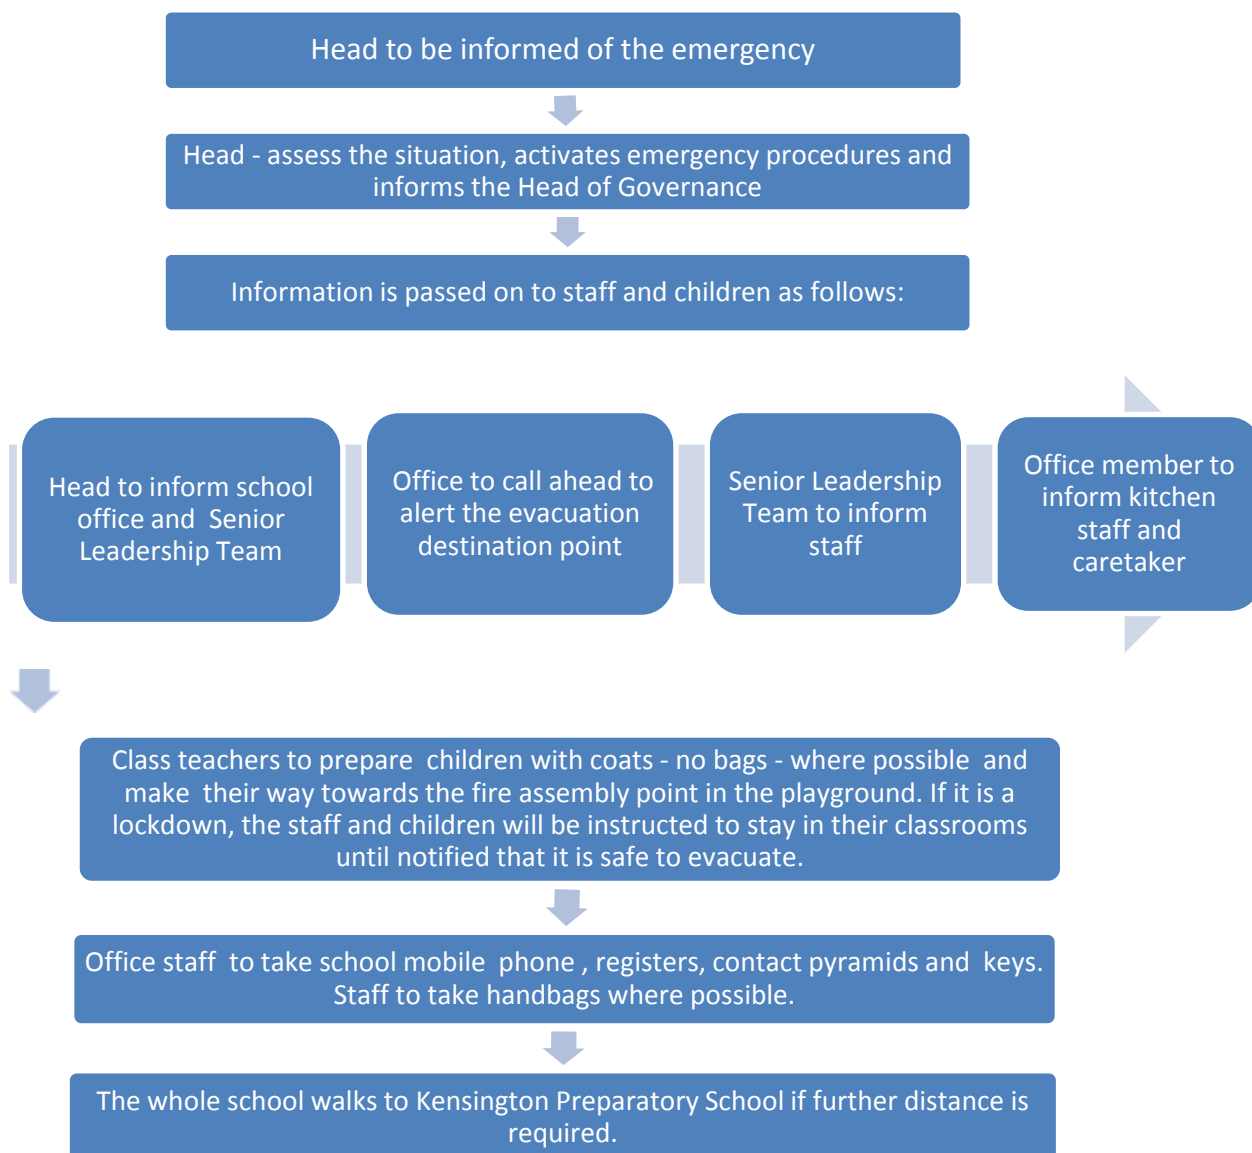 Head to be informed of the emergency
Head - assess the situation, activates emergency procedures and
informs the Head of Governance
Information is passed on to staff and children as follows:
Head to inform school
office and  Senior
Leadership Team
Office to call ahead to
alert the evacuation
destination point
Senior Leadership
Team to inform
staff
Office member to
inform kitchen
staff and
caretaker
Class teachers to prepare  children with coats - no bags - where possible  and
make  their way towards the fire assembly point in the playground. If it is a
lockdown, the staff and children will be instructed to stay in their classrooms
until notified that it is safe to evacuate.
Office staff  to take school mobile  phone , registers, contact pyramids and  keys.
Staff to take handbags where possible.
The whole school walks to Kensington Preparatory School if further distance is
required.